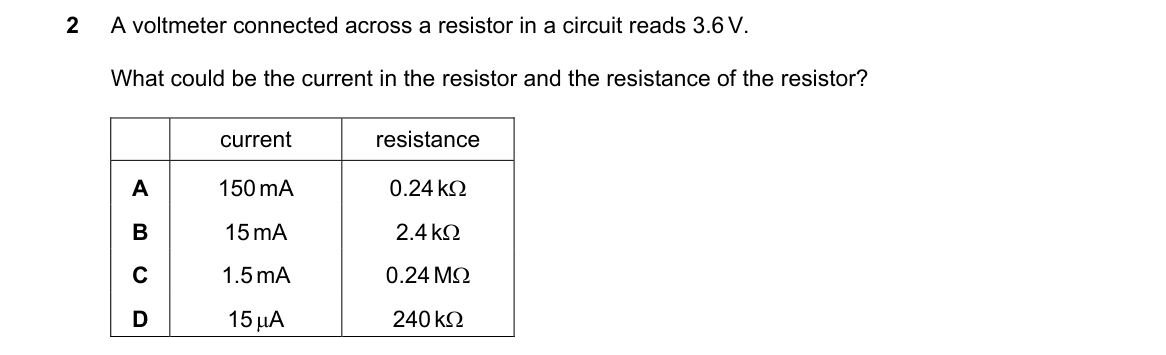 2 A voltmeter connected across a resistor in a circuit reads 3.6 V.
What could be the current in the resistor and the resistance of the resistor?
current resistance
A 150 mA 0.24 kΩ
B 15 mA 2.4 kΩ
C 1.5 mA 0.24 MΩ
D 15 μA 240 kΩ